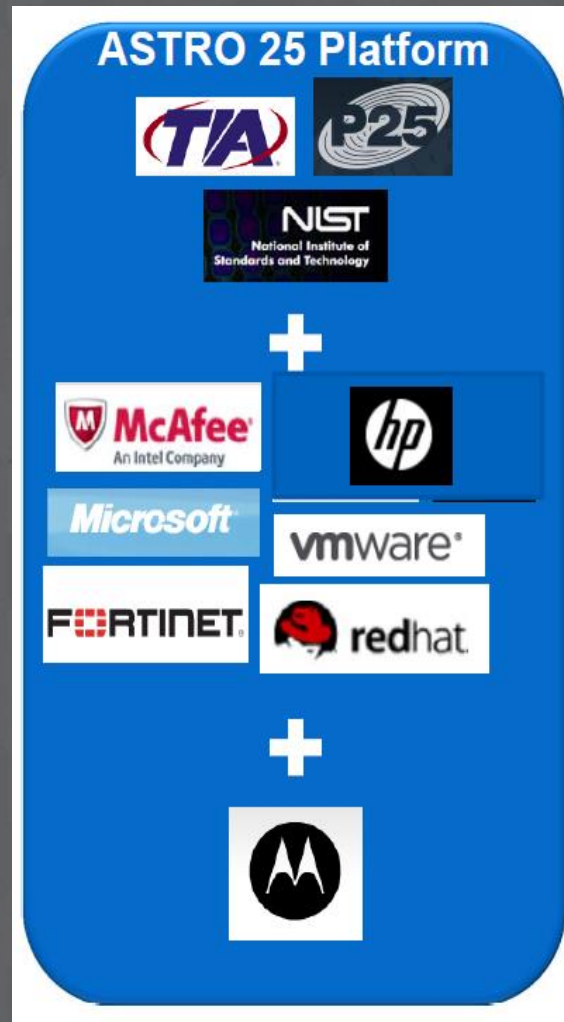 ASTRO 25 Platform
TIA
P25
NIST
National Institute of
Standards and Technology
+
McAfee
An Intel Company
hp
Microsoft
vmware
FORTINET
redhat
+